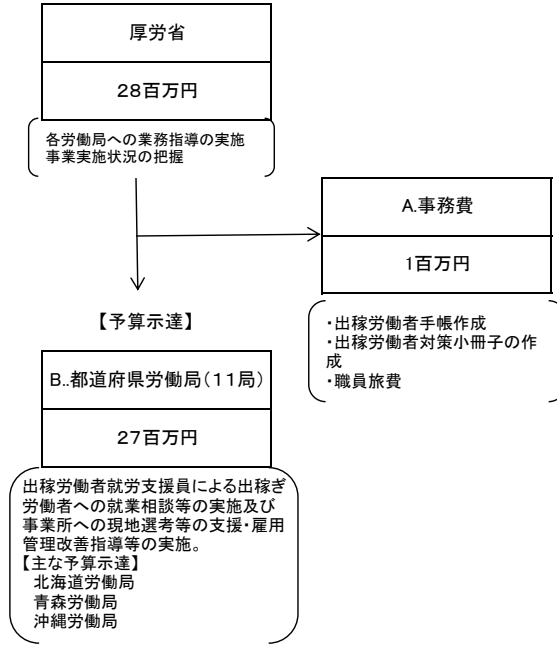 厚労省
28百万円
各労働局への業務指導の実施
事業実施状況の把握
A.事務費
1百万円
・出稼労働者手帳作成
・出稼労働者対策小冊子の作
成
・職員旅費
【予算示達】
B..都道府県労働局（11局）
27百万円
出稼労働者就労支援員による出稼ぎ
労働者への就業相談等の実施及び
事業所への現地選考等の支援・雇用
管理改善指導等の実施。
【主な予算示達】
北海道労働局
青森労働局
沖縄労働局